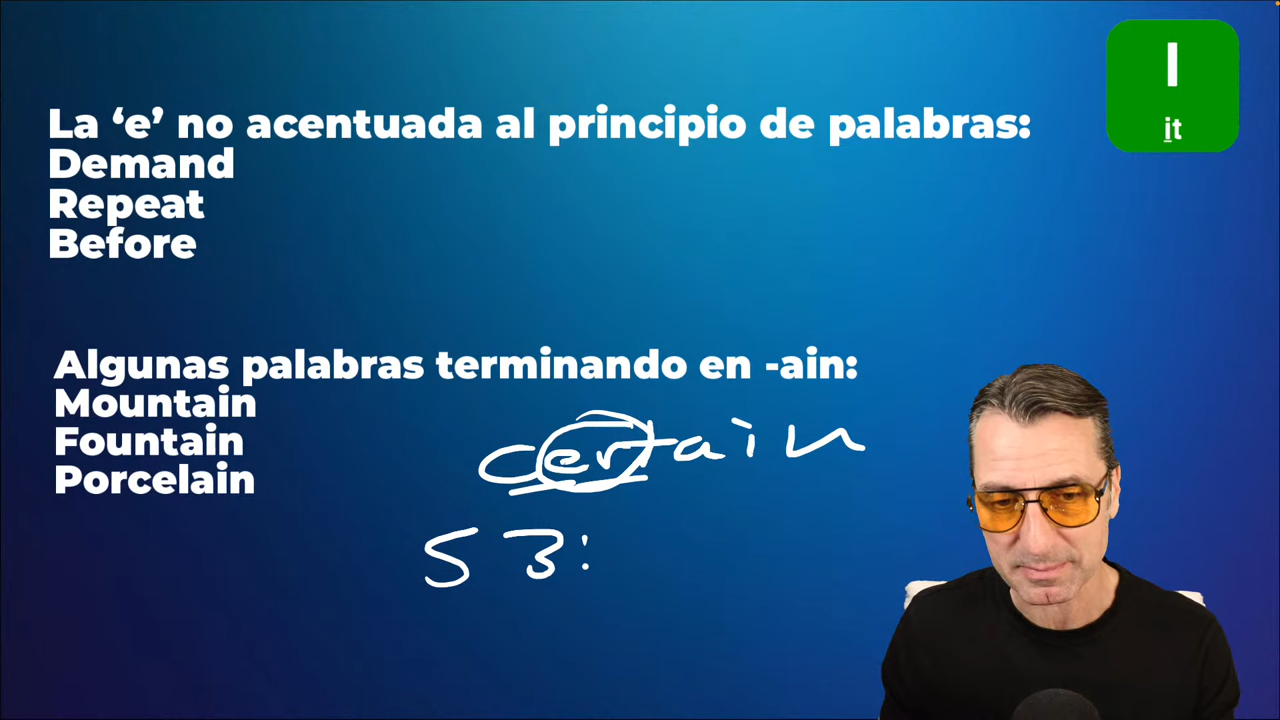 I
it
La ‘e’ no acentuada al principio de palabras:
Demand
Repeat
Before
Algunas palabras terminando en -ain:
Mountain
Fountain
Porcelain
certain
s3: